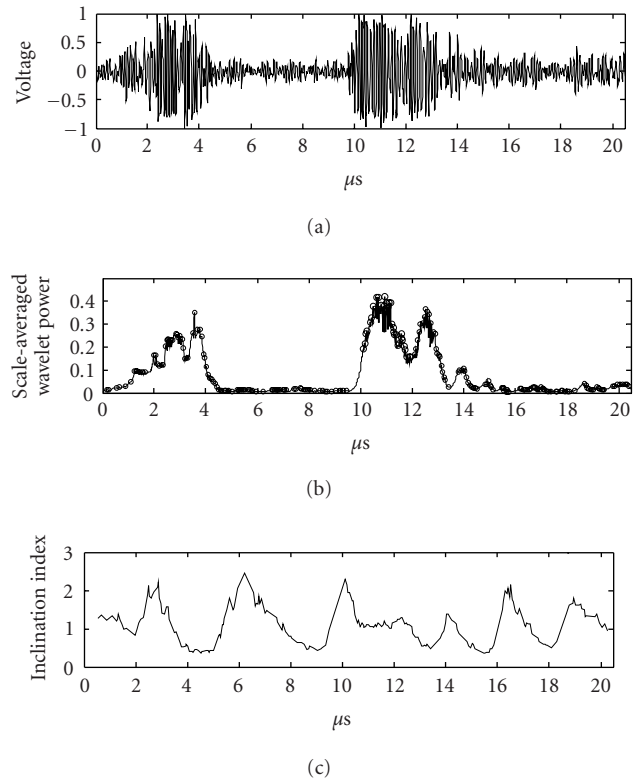 Voltage
1
0.5
0
−0.5
−1
0 2 4 6 8 10 12 14 16 18 20
μs
(a)
Scale-averaged
wavelet power
0.4
0.3
0.2
0.1
0
0 2 4 6 8 10 12 14 16 18 20
μs
(b)
Inclination index
3
2
1
0
0 2 4 6 8 10 12 14 16 18 20
μs
(c)